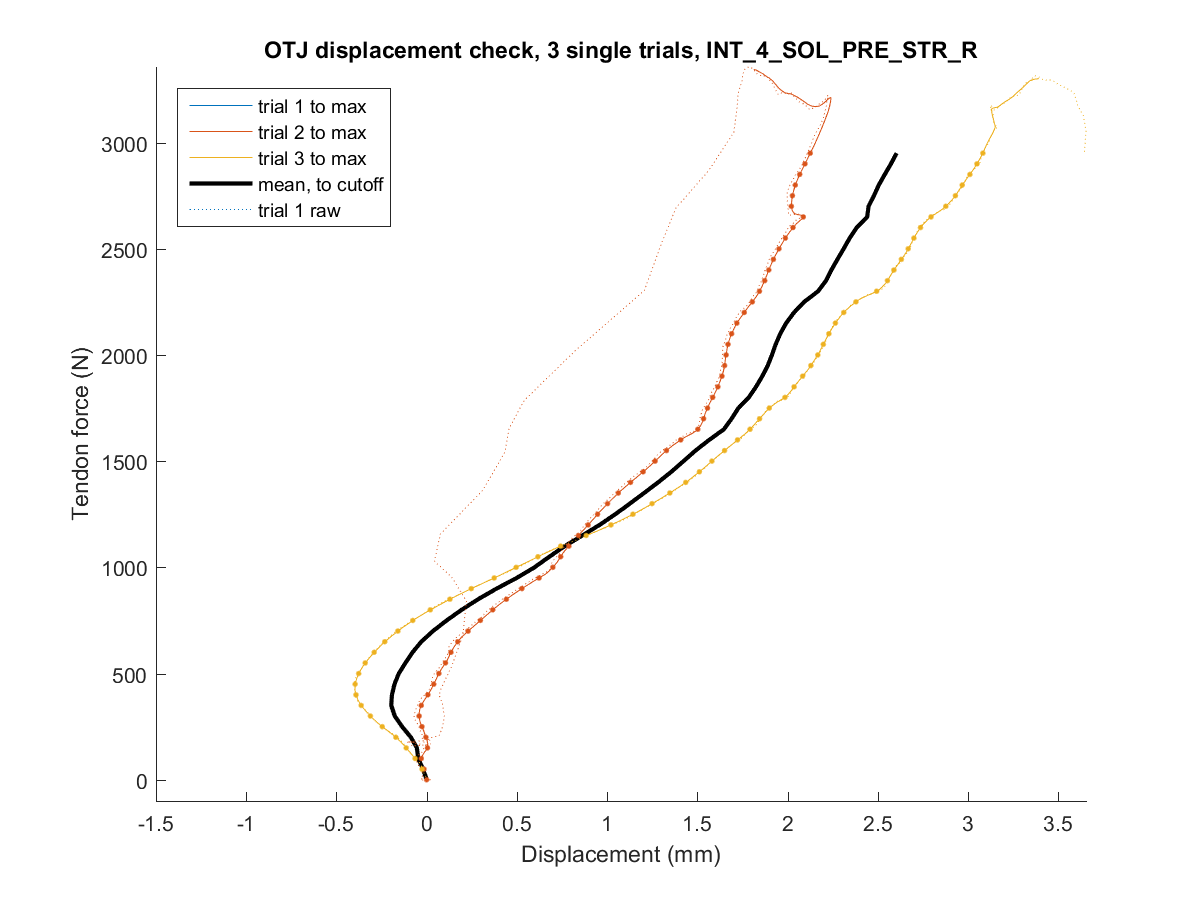 OTJ displacement check, 3 single trials, INT_4_SOL_PRE_STR_R
trial 1 to max
trial 2 to max
trial 3 to max
mean, to cutoff
trial 1 raw
Tendon force (N)
3000
2500
2000
1500
1000
500
0
-1.5 -1 -0.5 0 0.5 1 1.5 2 2.5 3 3.5
Displacement (mm)